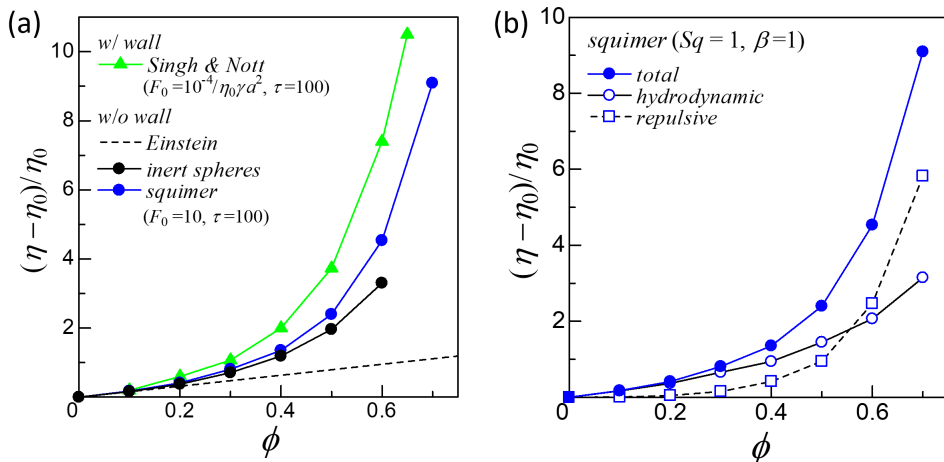 (a)
(η − η0)/η0
10
8
6
4
2
0
0.2
0.4
0.6
ϕ
w/ wall
Singh & Nott
(F0 =10^-4/η0γa^2, τ=100)
w/o wall
Einstein
inert spheres
squimer
(F0 =10, τ=100)
(b)
(η − η0)/η0
10
8
6
4
2
0
0
0.2
0.4
0.6
ϕ
squimer (Sq = 1, β=1)
total
hydrodynamic
repulsive